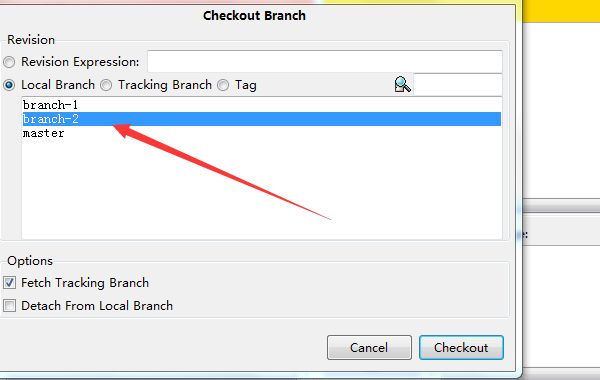 Checkout Branch
Revision
Revision Expression:
Local Branch Tracking Branch Tag
branch-1
branch-2
master
Options
Fetch Tracking Branch
Detach From Local Branch
Cancel Checkout